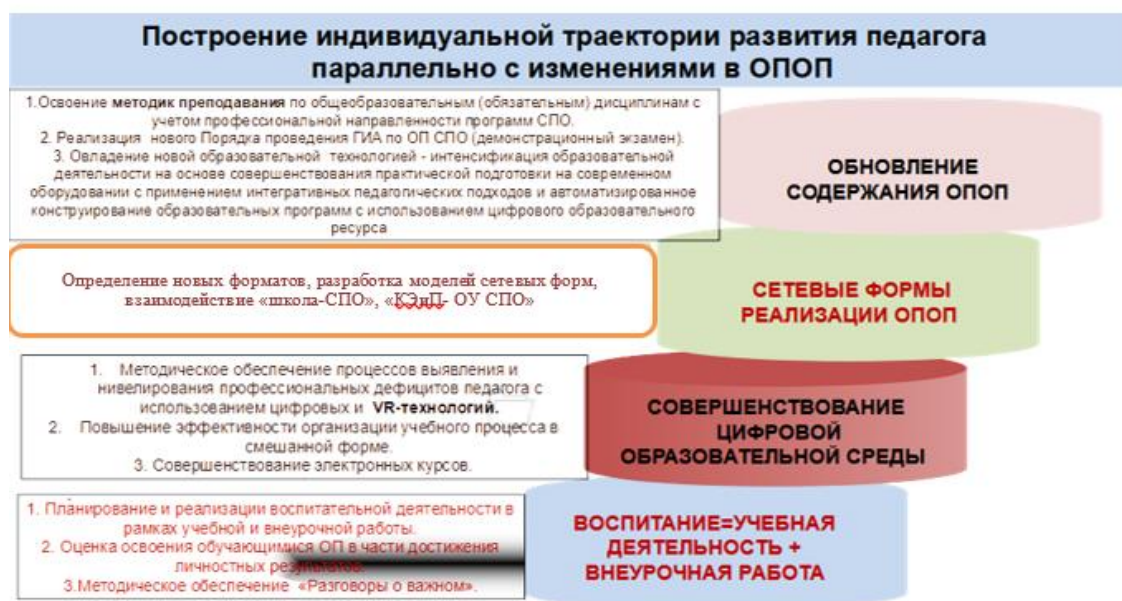 Построение индивидуальной траектории развития педагога
параллельно с изменениями в ОПОП
1.Освоение методик преподавания по общеобразовательным (обязательным) дисциплинам с
учетом профессиональной направленности программ СПО.
2. Реализация нового Порядка проведения ГИА по ОП СПО (демонстрационный экзамен).
3. Овладение новой образовательной технологией - интенсификация образовательной
деятельности на основе совершенствования практической подготовки на современном
оборудовании с применением интегративных педагогических подходов и автоматизированное
конструирование образовательных программ с использованием цифрового образовательного
ресурса
ОБНОВЛЕНИЕ
СОДЕРЖАНИЯ ОПОП
Определение новых форматов, разработка моделей сетевых форм,
взаимодействие «школа-СПО», «КЭиП- ОУ СПО»
СЕТЕВЫЕ ФОРМЫ
РЕАЛИЗАЦИИ ОПОП
1. Методическое обеспечение процессов выявления и
нивелирования профессиональных дефицитов педагога с
использованием цифровых и VR-технологий.
2. Повышение эффективности организации учебного процесса в
смешанной форме.
3. Совершенствование электронных курсов.
СОВЕРШЕНСТВОВАНИЕ
ЦИФРОВОЙ
ОБРАЗОВАТЕЛЬНОЙ СРЕДЫ
1. Планирование и реализации воспитательной деятельности в
рамках учебной и внеурочной работы.
2. Оценка освоения обучающимися ОП в части достижения
личностных результатов.
3.Методическое обеспечение «Разговоры о важном».
ВОСПИТАНИЕ=УЧЕБНАЯ
ДЕЯТЕЛЬНОСТЬ +
ВНЕУРОЧНАЯ РАБОТА